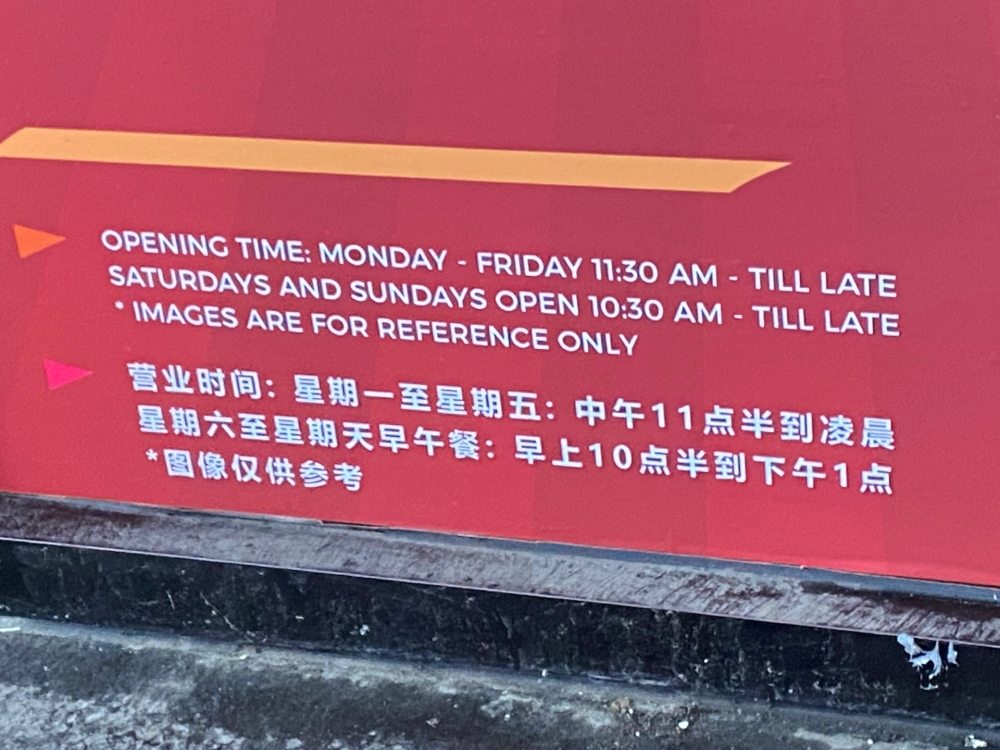 OPENING TIME: MONDAY - FRIDAY 11:30 AM - TILL LATE
SATURDAYS AND SUNDAYS OPEN 10:30 AM - TILL LATE
* IMAGES ARE FOR REFERENCE ONLY
营业时间: 星期一至星期五: 中午11点半到凌晨
星期六至星期天早午餐: 早上10点半到下午1点
*图像仅供参考